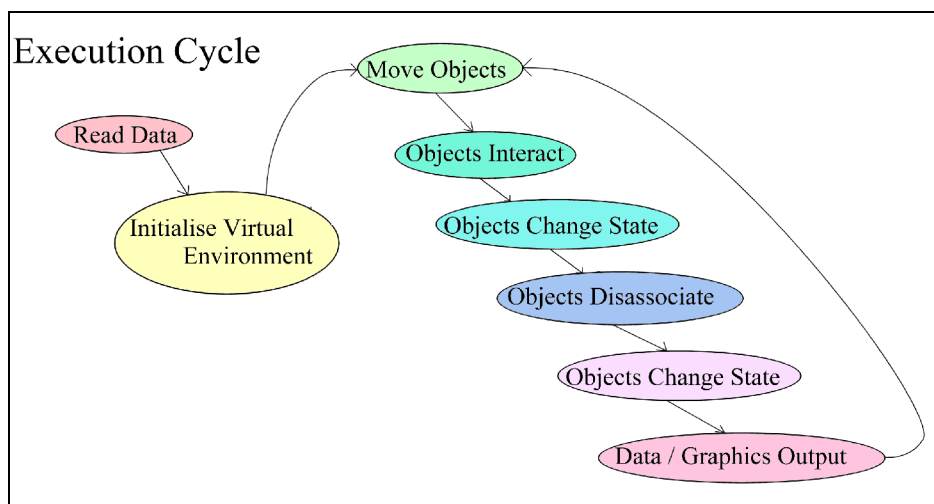 Execution Cycle
Move Objects
Read Data
Objects Interact
Initialise Virtual
Environment
Objects Change State
Objects Disassociate
Objects Change State
Data / Graphics Output